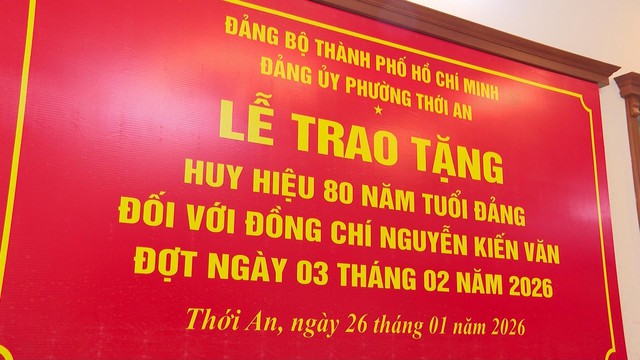 ĐẢNG BỘ THÀNH PHỐ HỒ CHÍ MINH
ĐẢNG ỦY PHƯỜNG THỚI AN
LỄ TRAO TẶNG
HUY HIỆU 80 NĂM TUỔI ĐẢNG
ĐỐI VỚI ĐỒNG CHÍ NGUYỄN KIẾN VĂN
ĐỢT NGÀY 03 THÁNG 02 NĂM 2026
Thới An, ngày 26 tháng 01 năm 2026